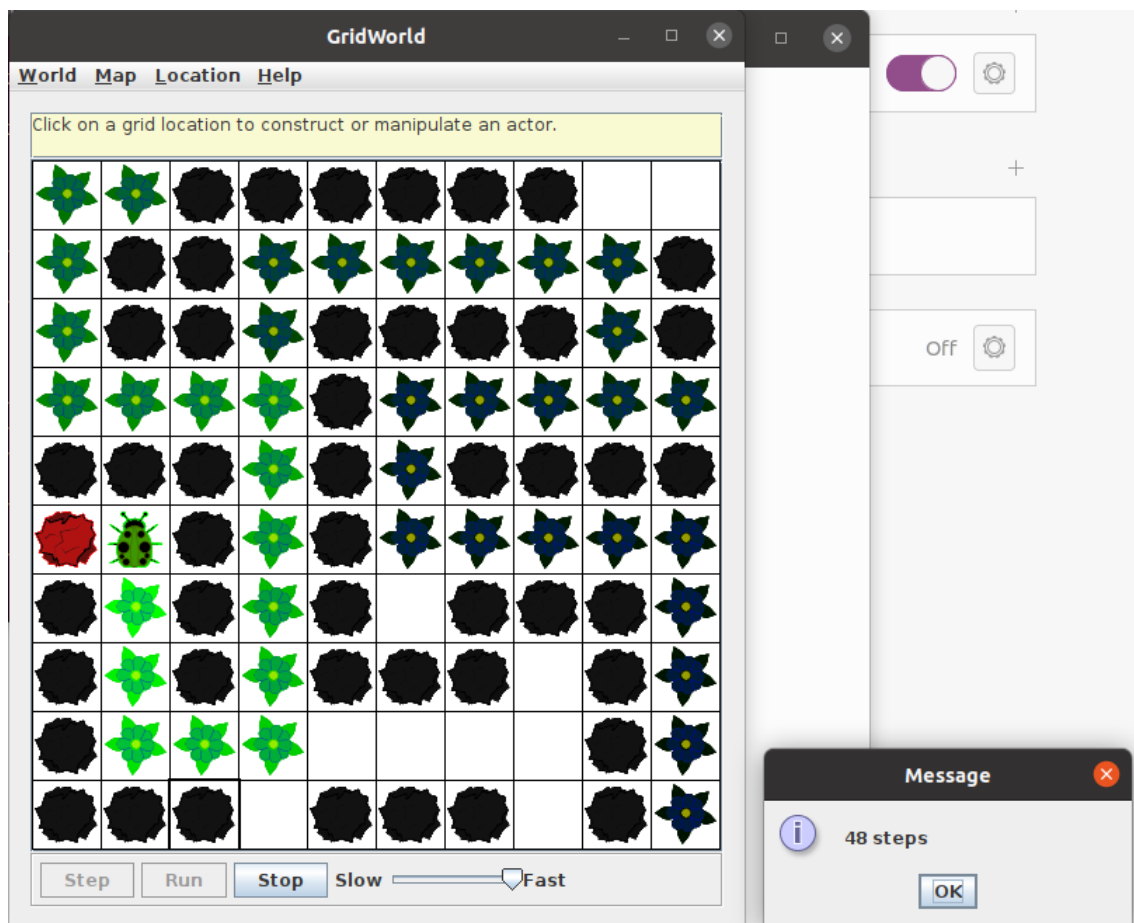 GridWorld
World Map Location Help
Click on a grid location to construct or manipulate an actor.
Off
Step Run Stop Slow Fast
Message
48 steps
OK